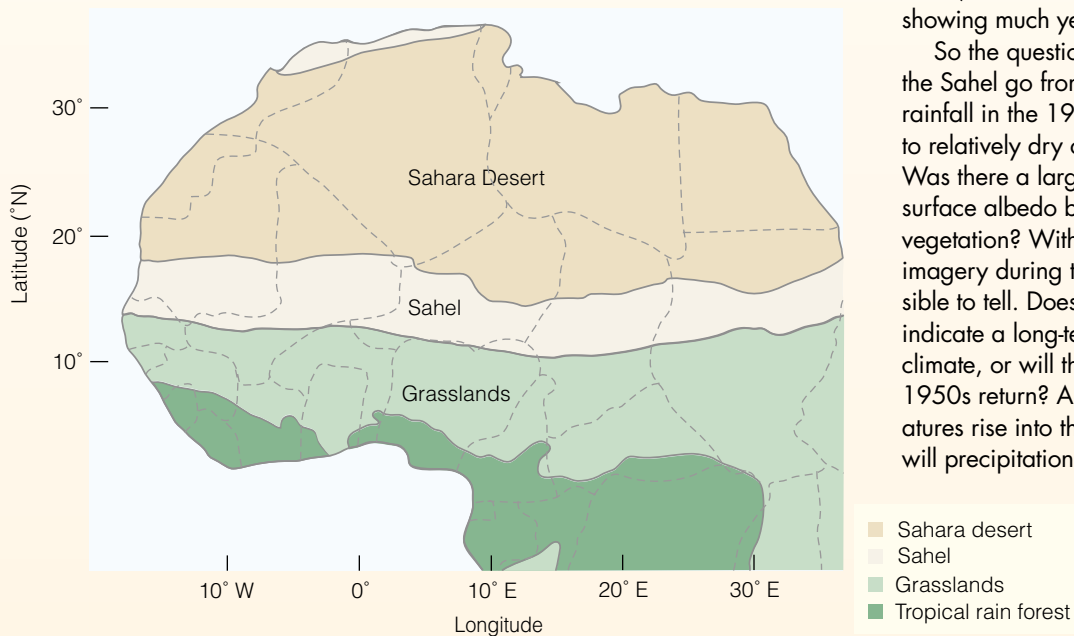 30˚
20˚
10˚
Latitude (˚N)
Sahara Desert
Sahel
Grasslands
10˚ W
0˚
10˚ E
20˚ E
30˚ E
Longitude
showing much ye
So the questio
the Sahel go from
rainfall in the 19
to relatively dry
Was there a larg
surface albedo b
vegetation? With
imagery during t
sible to tell. Does
indicate a long-te
climate, or will th
1950s return? A
atures rise into th
will precipitation
Sahara desert
Sahel
Grasslands
Tropical rain forest